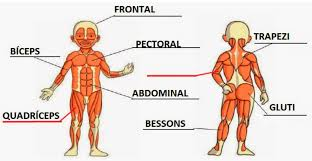 FRONTAL
TRAPEZI
BÍCEPS
PECTORAL
ABDOMINAL
GLUTI
QUADRÍCEPS
BESSONS